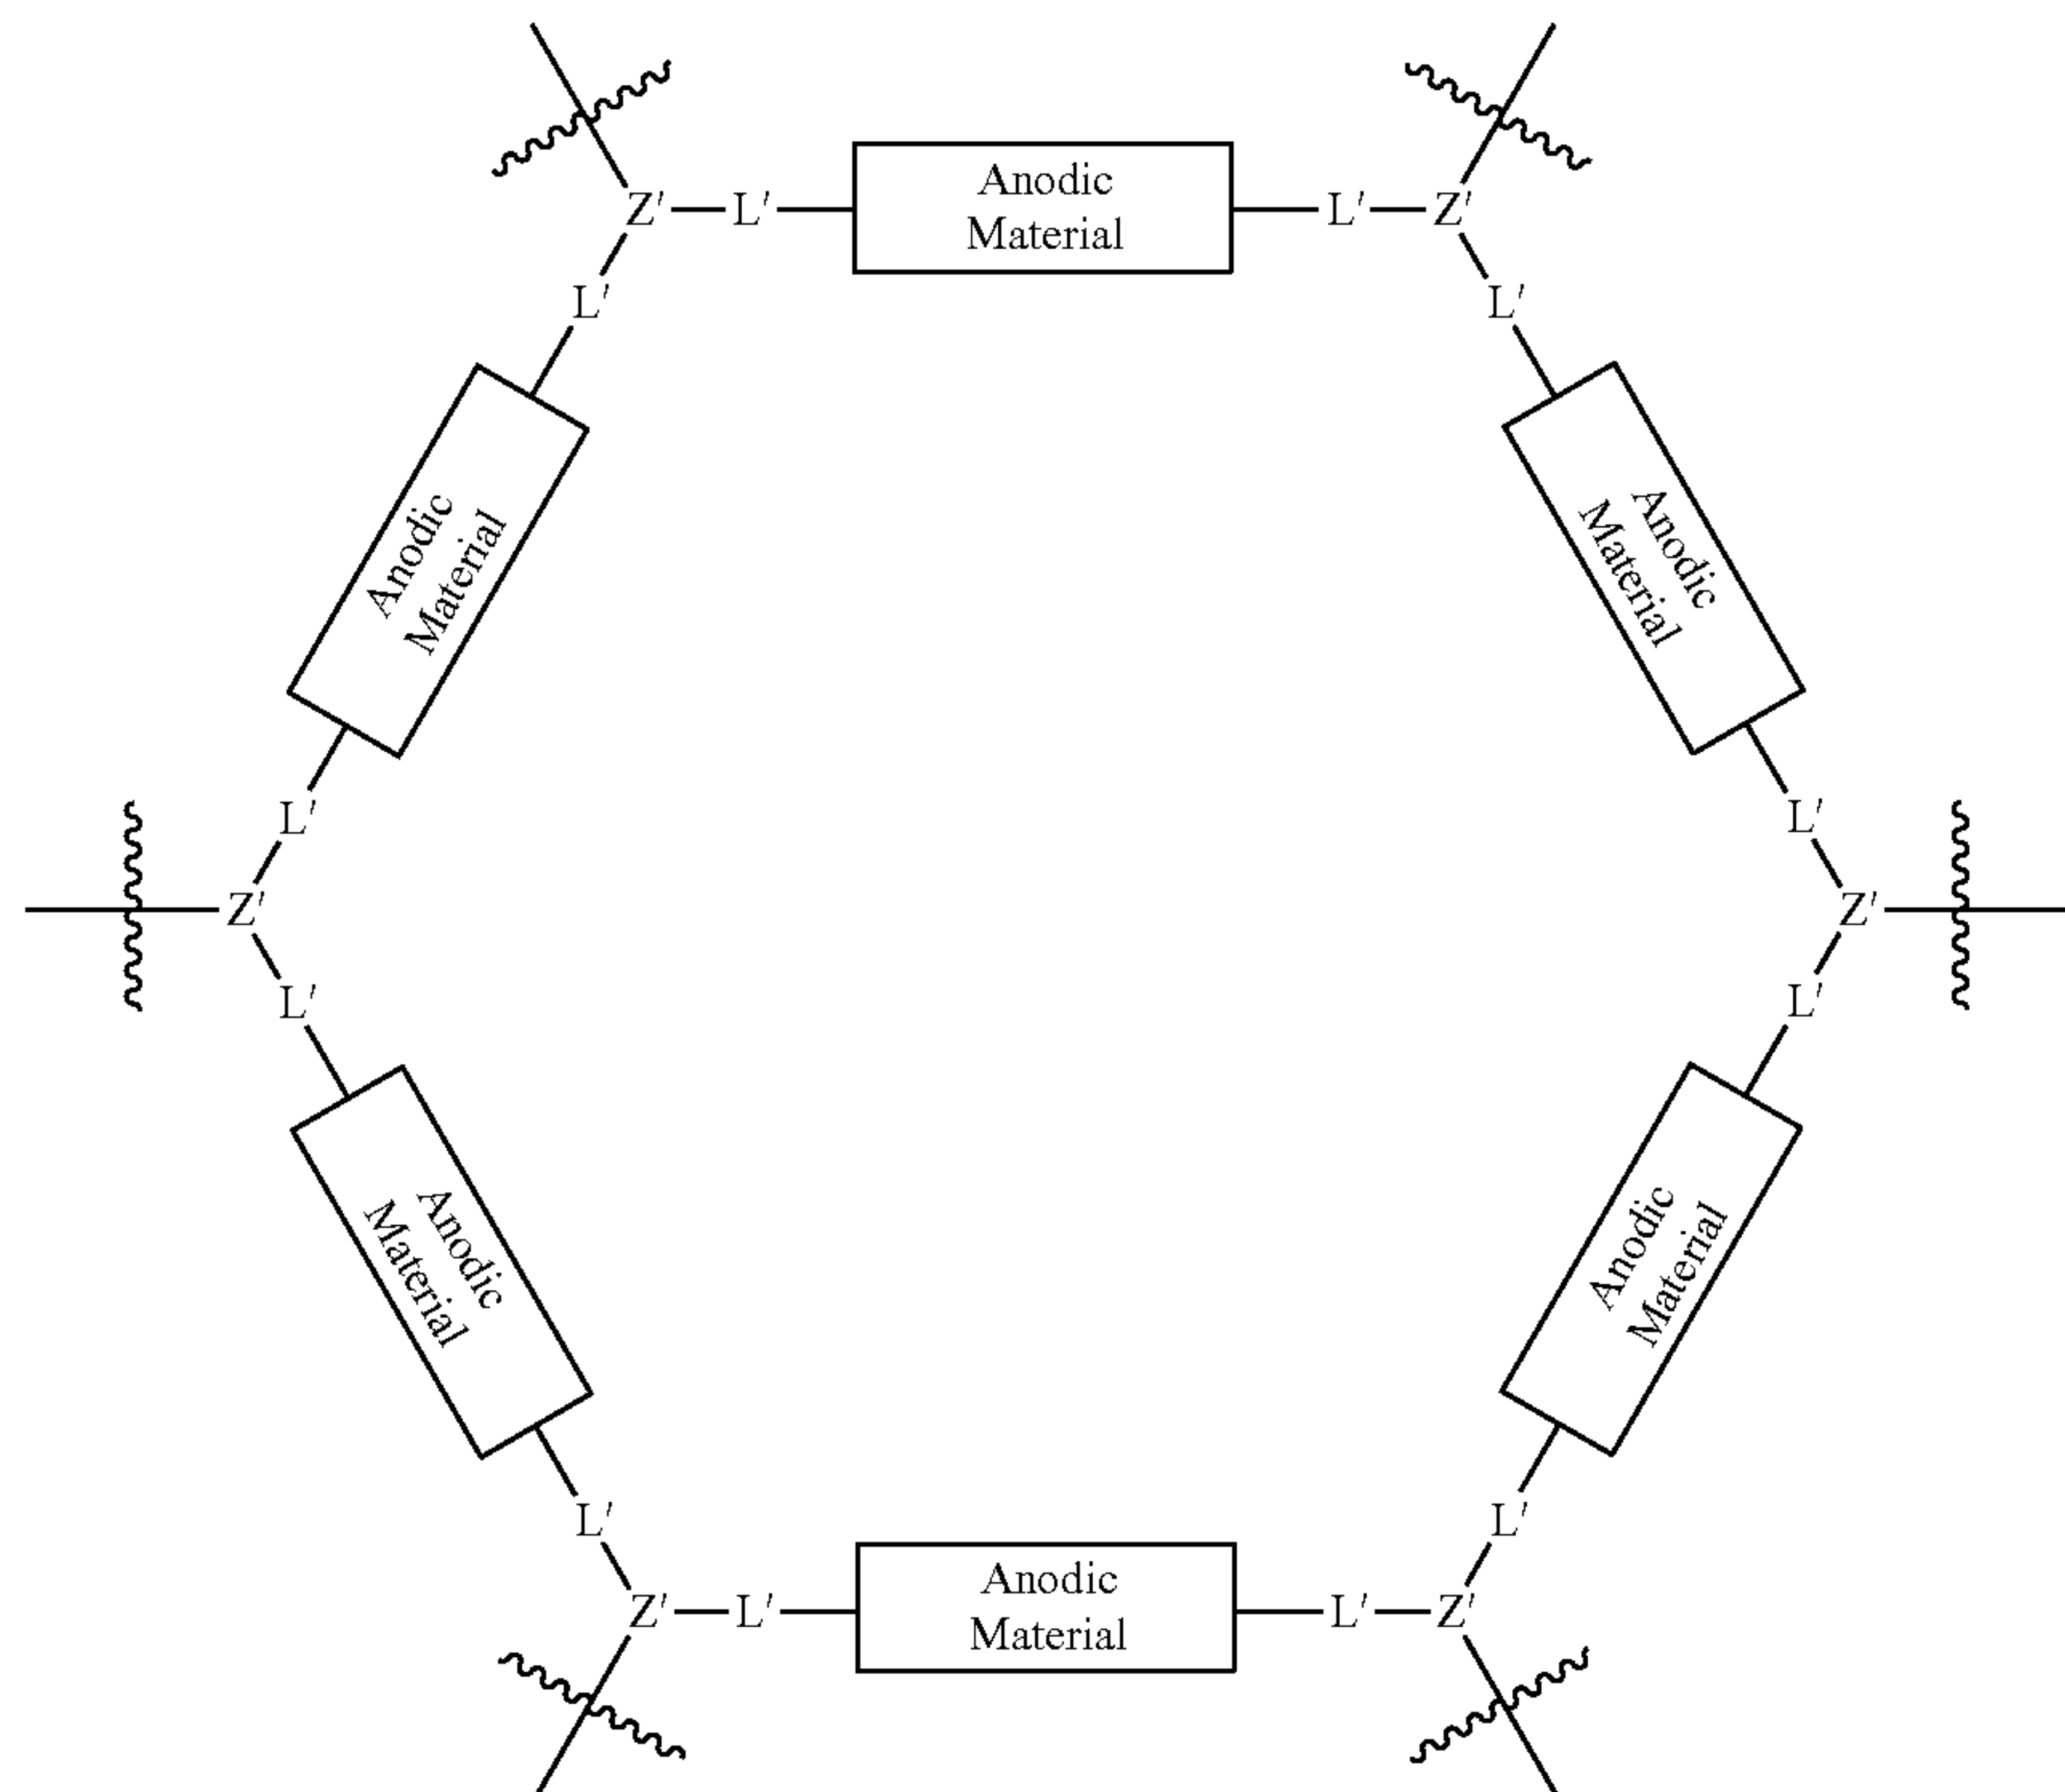 Z' L' Anodic L' Z'
Material
L' L'
Anodic Anodic
Material Material
L' L'
Z' Z'
L' L'
Anodic Anodic
Material Material
L' L'
Z' L' Anodic L' Z'
Material